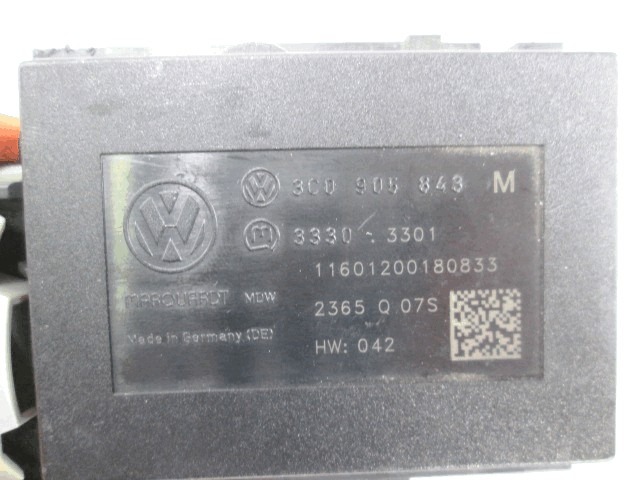 3C0 905 843 M
3330 - 3301
11601200180833
MARQUARDT MDW 2365 Q 07S
Made in Germany (DE) HW: 042